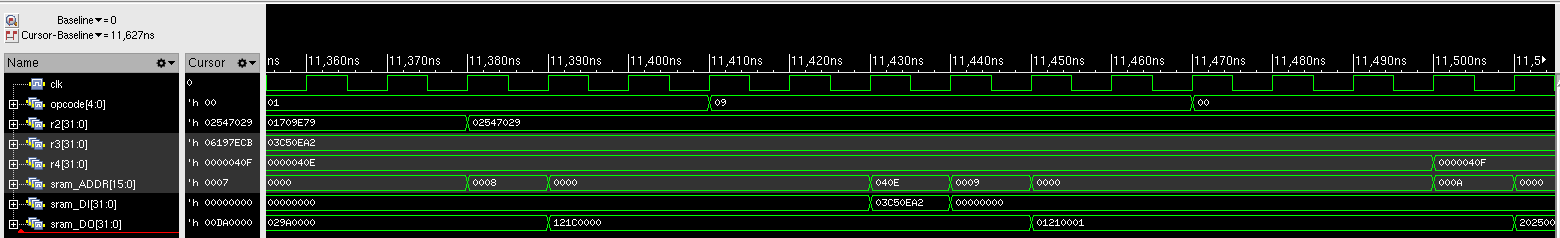 Baseline▼= 0
Cursor-Baseline▼= 11,627ns
Name Cursor ns 11,360ns 11,370ns 11,380ns 11,390ns 11,400ns 11,410ns 11,420ns 11,430ns 11,440ns 11,450ns 11,460ns 11,470ns 11,480ns 11,490ns 11,500ns 11,5
clk 0
opcode[4:0] 'h 00 01 09 00
r2[31:0] 'h 02547029 01709E79 02547029
r3[31:0] 'h 06197ECB 03C50EA2
r4[31:0] 'h 0000040F 0000040E 0000040F
sram_ADDR[15:0] 'h 0007 0000 0008 0000 040E 0009 0000 000A 0000
sram_DI[31:0] 'h 00000000 00000000 03C50EA2 00000000
sram_DO[31:0] 'h 00DA0000 029A0000 121C0000 01210001 202500